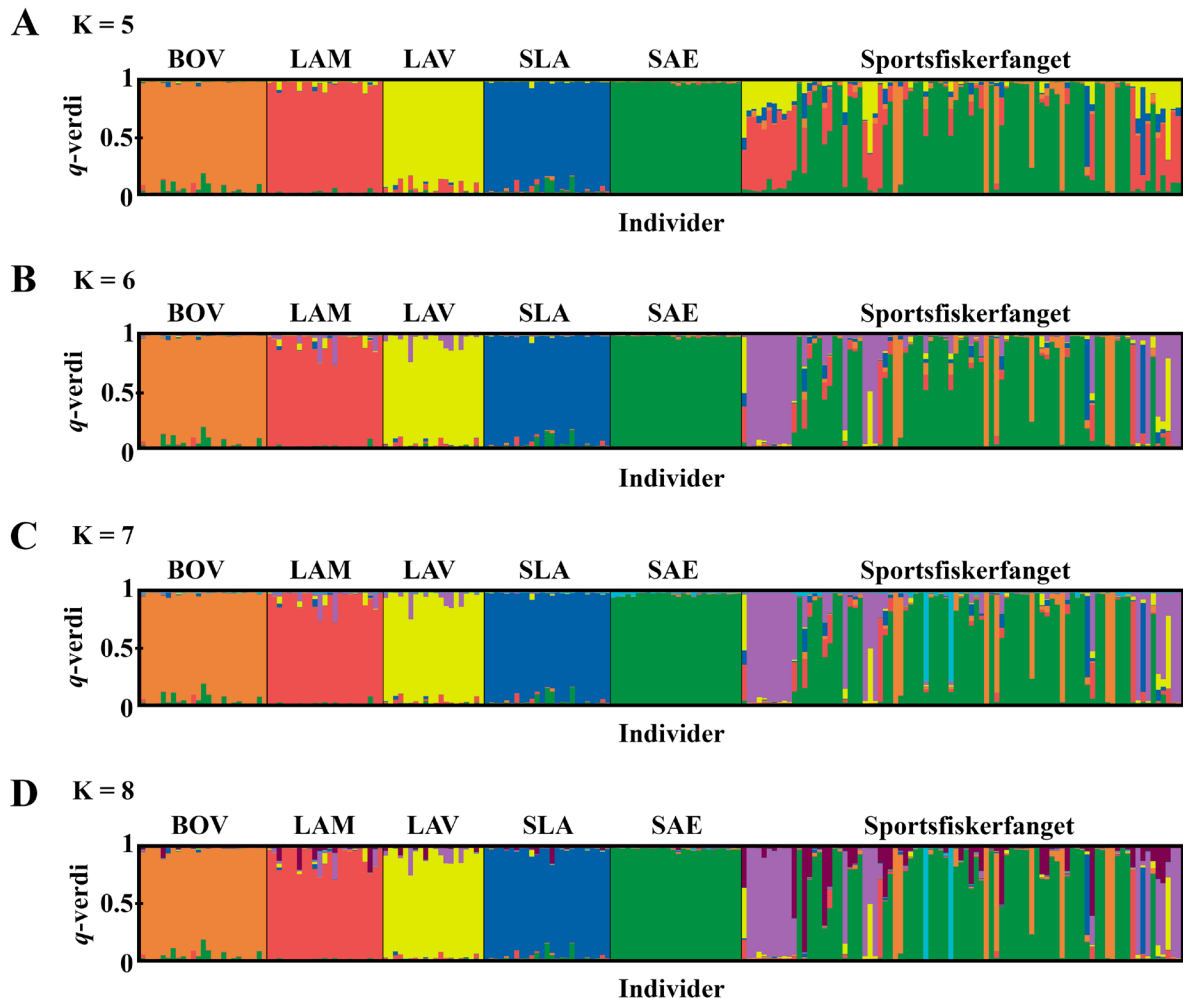 A K = 5
BOV LAM LAV SLA SAE Sportsfiskerfanget
1
0.5
0
q-verdi
Individer
B K = 6
BOV LAM LAV SLA SAE Sportsfiskerfanget
1
0.5
0
q-verdi
Individer
C K = 7
BOV LAM LAV SLA SAE Sportsfiskerfanget
1
0.5
0
q-verdi
Individer
D K = 8
BOV LAM LAV SLA SAE Sportsfiskerfanget
1
0.5
0
q-verdi
Individer